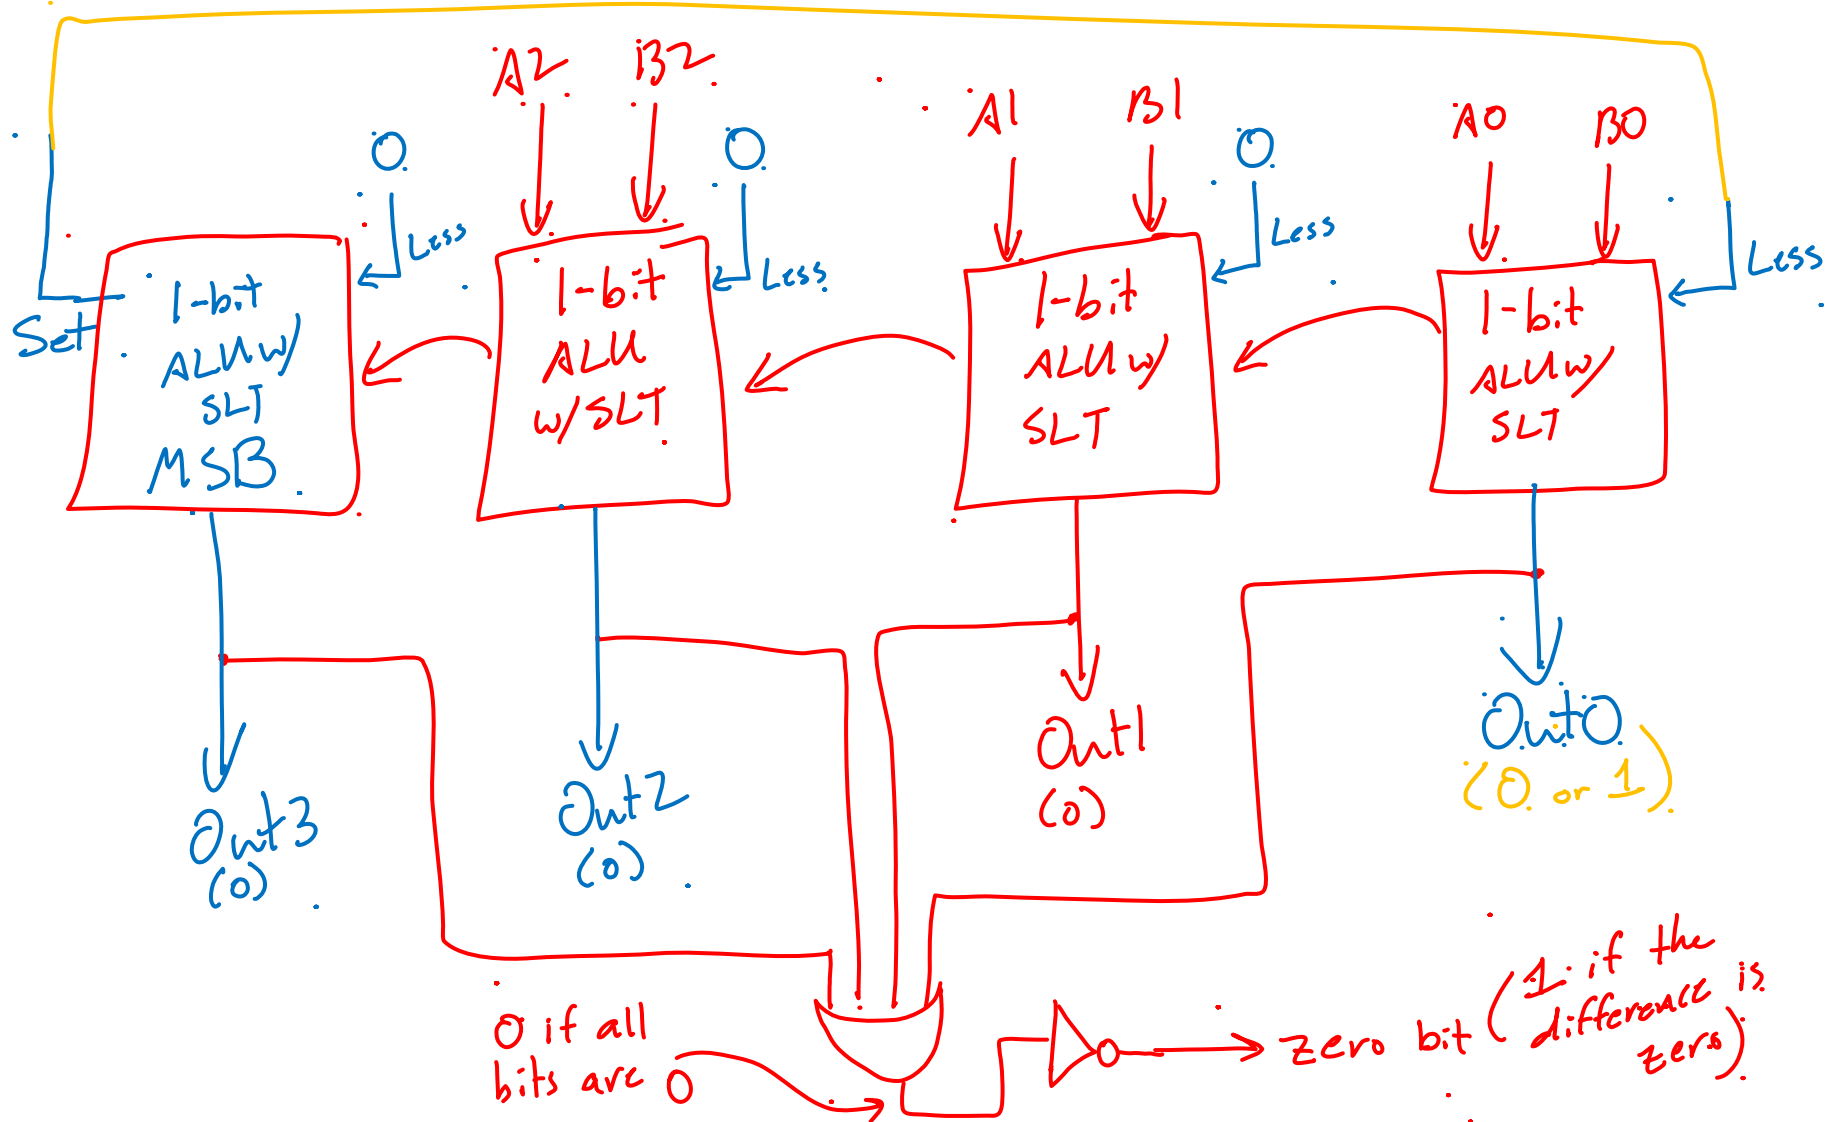 A2 B2
A1 B1
A0 B0
0 0 0
Less Less Less Less
Set
1-bit
ALU w/
SLT
MSB
1-bit
ALU
w/ SLT
1-bit
ALU w/
SLT
1-bit
ALU w/
SLT
Out3
(0)
Out2
(0)
Out1
(0)
Out0
(0 or 1)
0 if all
bits are 0
zero bit (1 if the
difference is
zero)